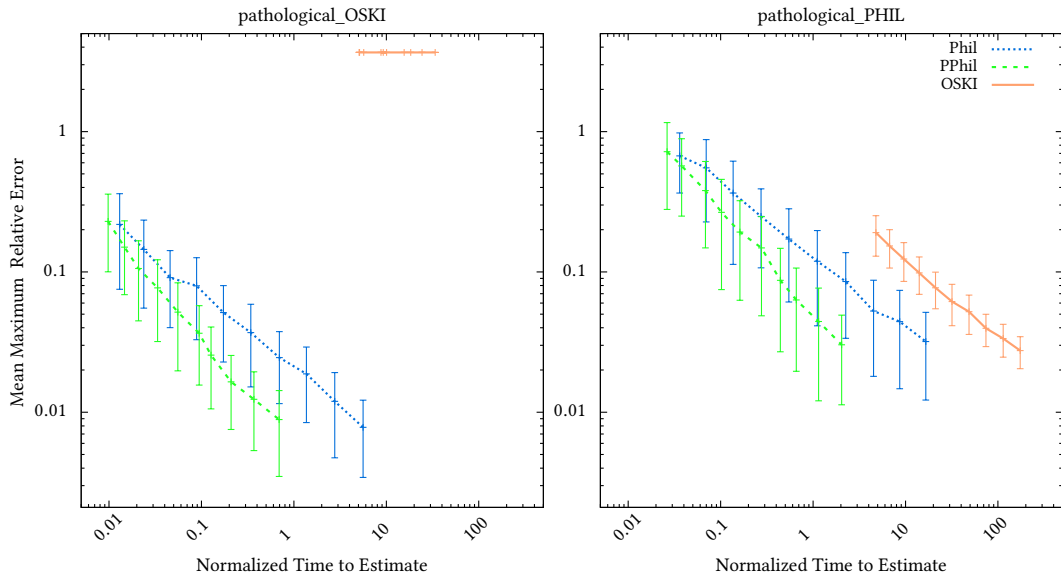 pathological_OSKI
pathological_PHIL
Mean Maximum Relative Error
1
0.1
0.01
0.01
0.1
1
10
100
Normalized Time to Estimate
Phil
PPhil
OSKI
1
0.1
0.01
0.01
0.1
1
10
100
Normalized Time to Estimate